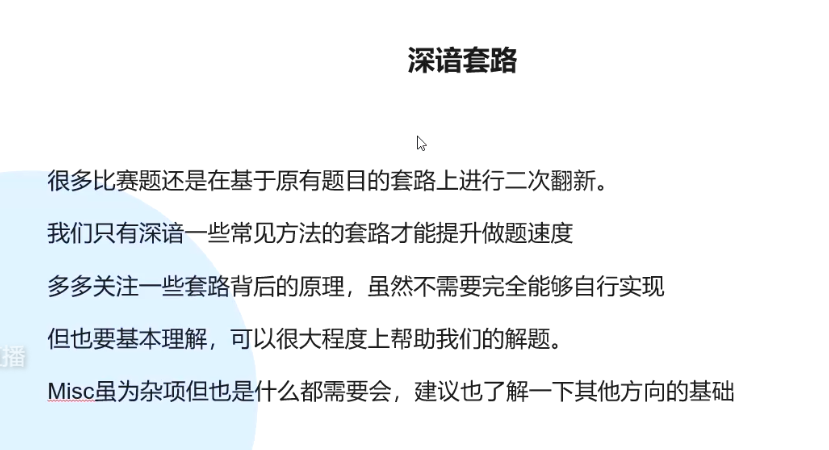 深谙套路
很多比赛题还是在基于原有题目的套路上进行二次翻新。
我们只有深谙一些常见方法的套路才能提升做题速度
多多关注一些套路背后的原理，虽然不需要完全能够自行实现
但也要基本理解，可以很大程度上帮助我们的解题。
播
Misc虽为杂项但也是什么都需要会，建议也了解一下其他方向的基础